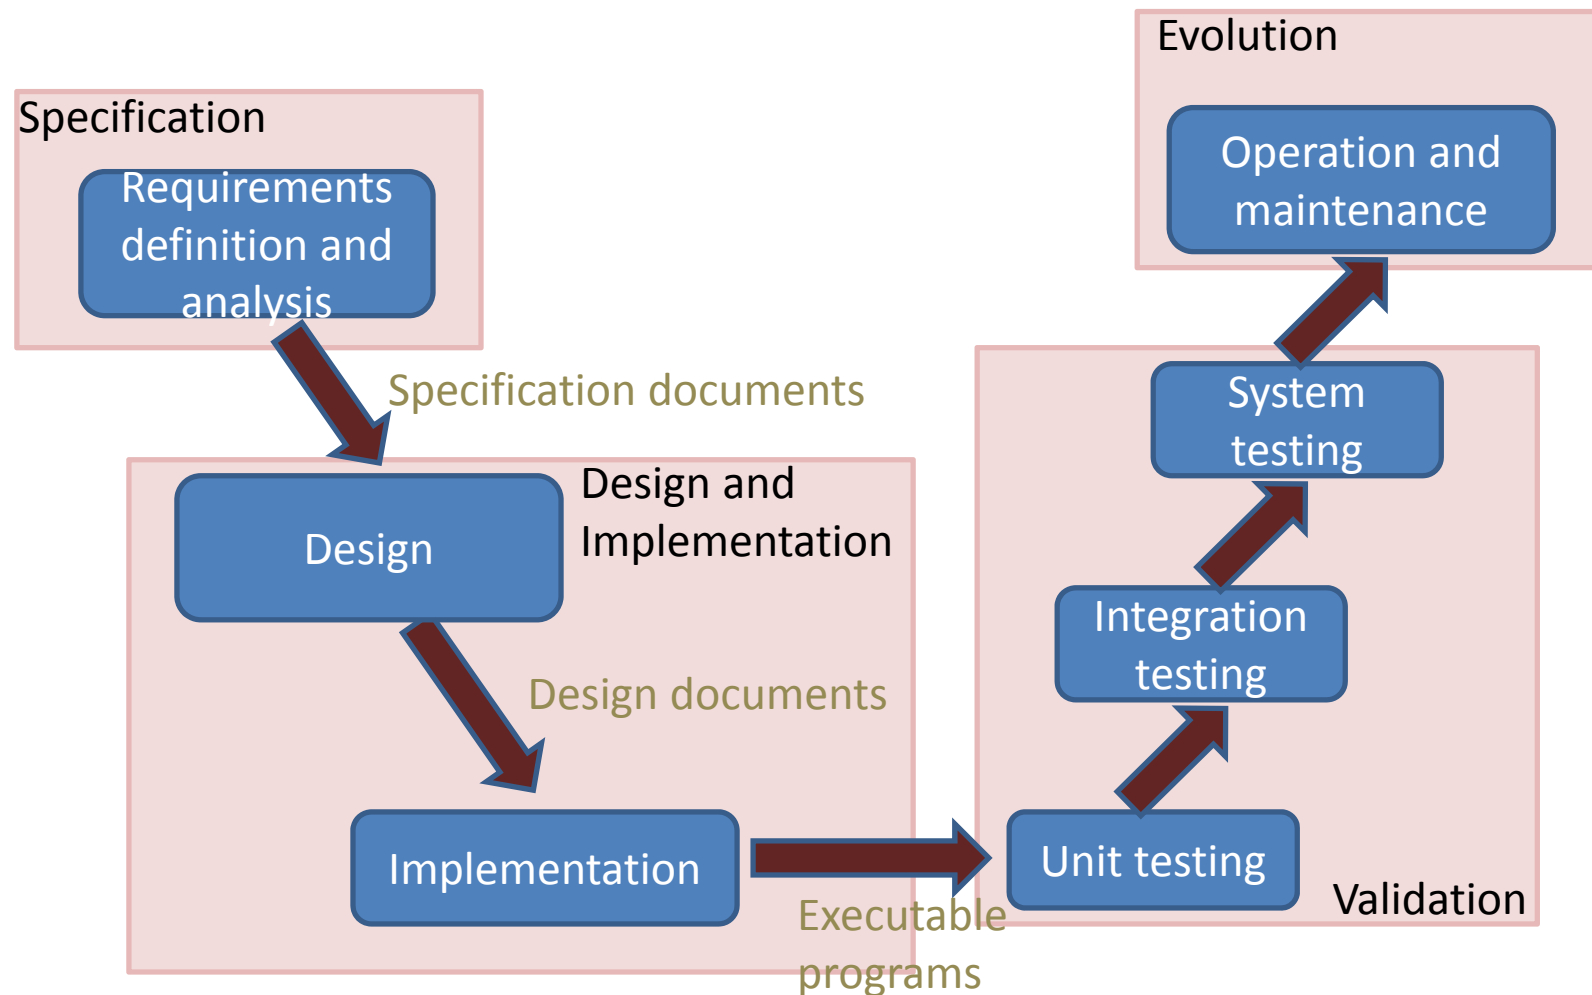 Specification
Requirements
definition and
analysis
Specification documents
Design and
Implementation
Design
Design documents
Implementation
Executable
programs
Evolution
Operation and
maintenance
System
testing
Integration
testing
Unit testing
Validation